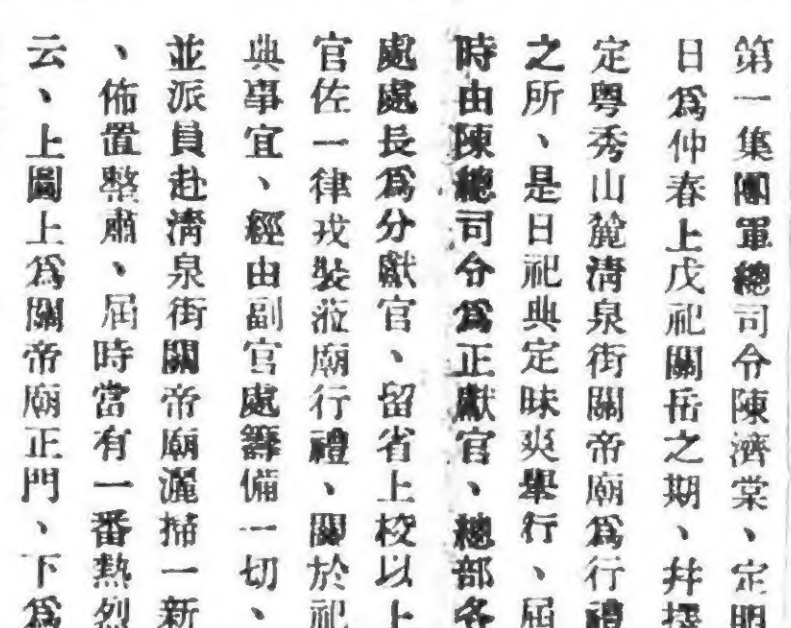 第一集團軍總司令陳濟棠、定明
日爲仲春上戊祀關岳之期、幷擇
定粵秀山麓清泉街關帝廟爲行禮
之所、是日祀典定昧爽舉行、屆
時由陳總司令爲正獻官、總部各
處處長爲分獻官、留省上校以上
官佐一律戎裝蒞廟行禮、關於祀
典事宜、經由副官處籌備一切、
並派員赴清泉街關帝廟灑掃一新
、佈置整肅、屆時當有一番熱烈
云、上圖上爲關帝廟正門、下爲